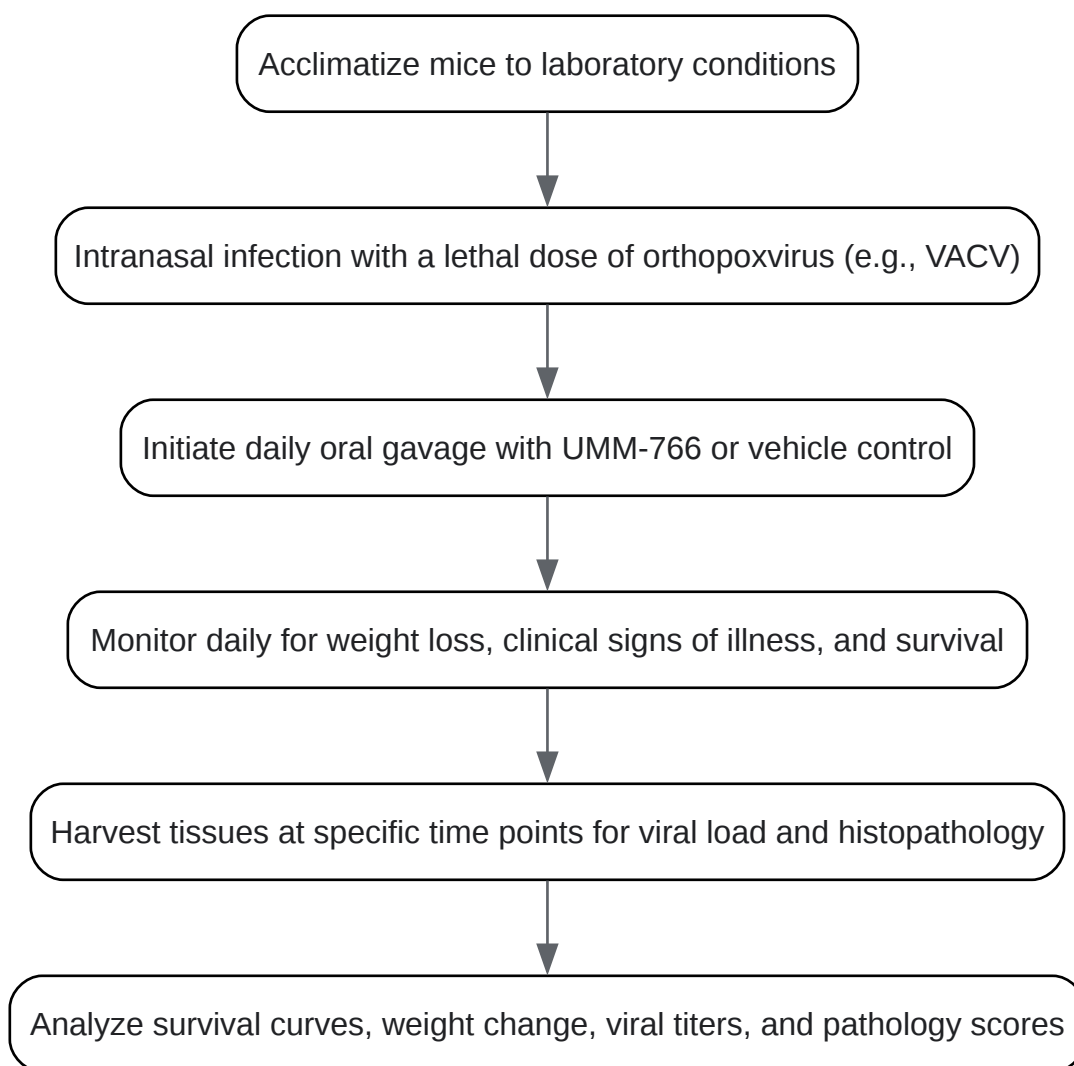 Acclimatize mice to laboratory conditions
Intranasal infection with a lethal dose of orthopoxvirus (e.g., VACV)
Initiate daily oral gavage with UMM-766 or vehicle control
Monitor daily for weight loss, clinical signs of illness, and survival
Harvest tissues at specific time points for viral load and histopathology
Analyze survival curves, weight change, viral titers, and pathology scores